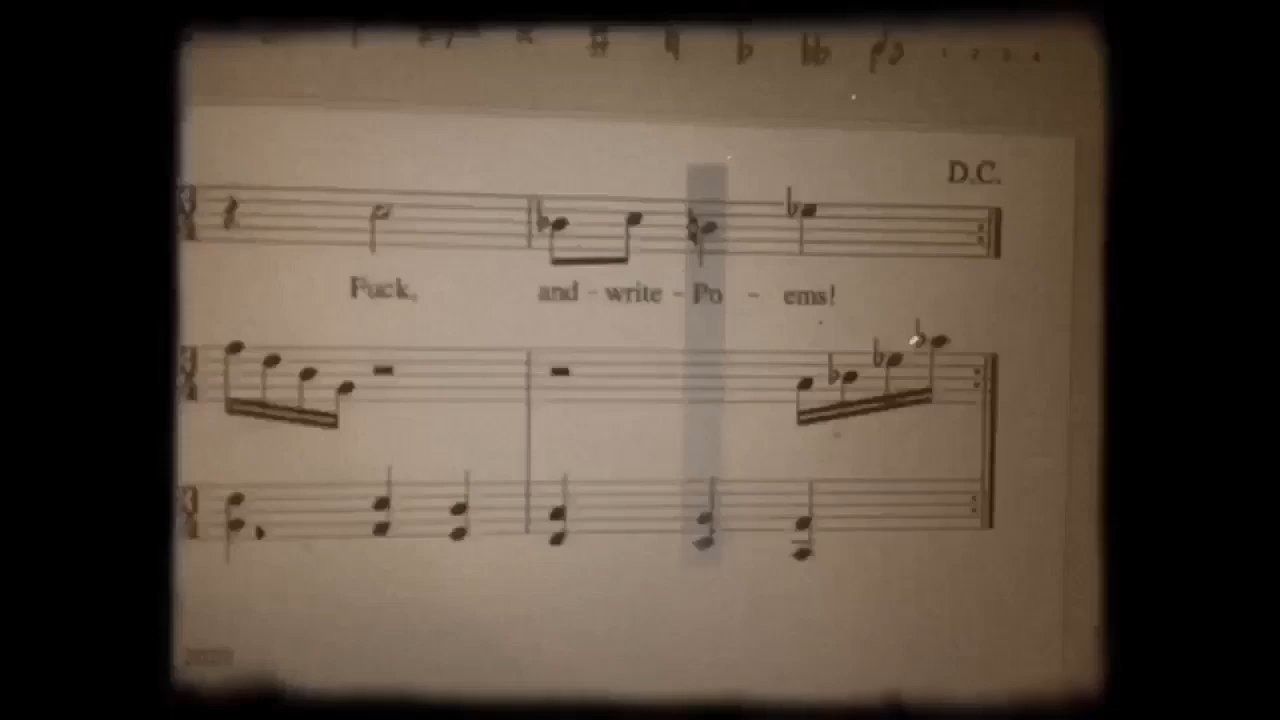 D.C.
Fuck, and - write - Po - ems!